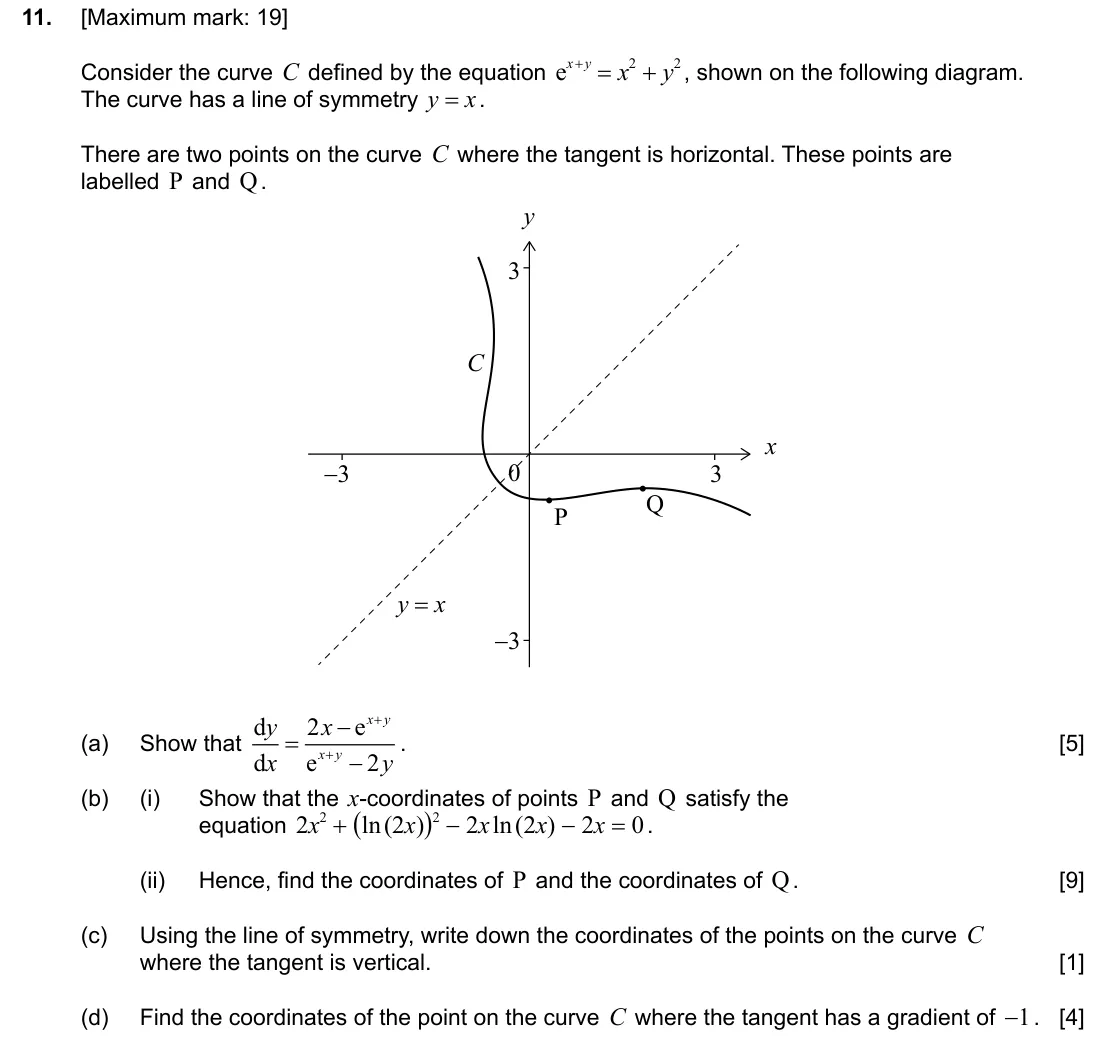 11. [Maximum mark: 19]
Consider the curve C defined by the equation eˣ⁺ʸ = x² + y², shown on the following diagram.
The curve has a line of symmetry y = x.
There are two points on the curve C where the tangent is horizontal. These points are
labelled P and Q.
y
3
C
x
−3
0
3
P
Q
y = x
−3
(a) Show that dy/dx = (2x − eˣ⁺ʸ)/(eˣ⁺ʸ − 2y). [5]
(b) (i) Show that the x-coordinates of points P and Q satisfy the
equation 2x² + (ln(2x))² − 2x ln(2x) − 2x = 0.
(ii) Hence, find the coordinates of P and the coordinates of Q. [9]
(c) Using the line of symmetry, write down the coordinates of the points on the curve C
where the tangent is vertical. [1]
(d) Find the coordinates of the point on the curve C where the tangent has a gradient of −1. [4]